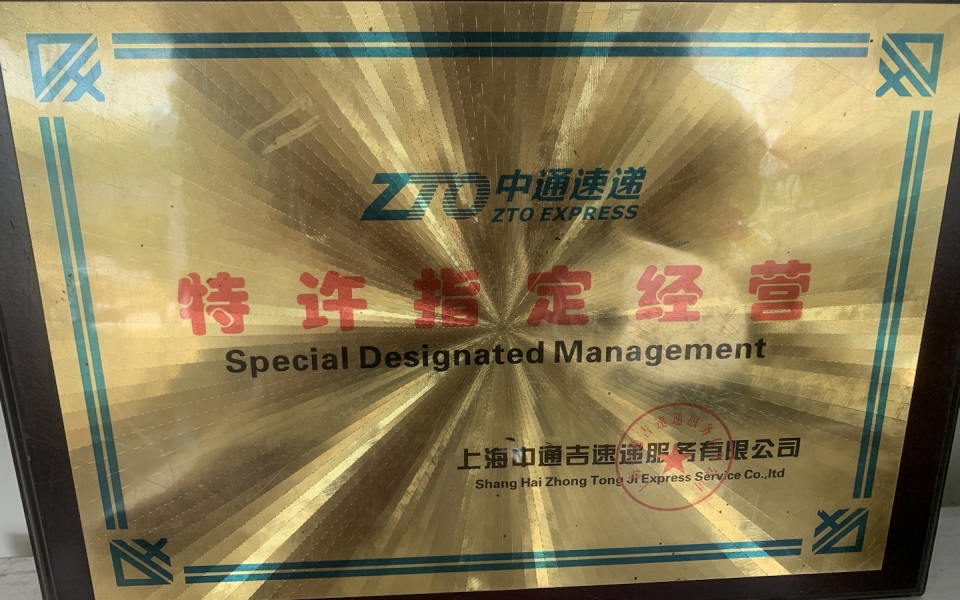 ZTO 中通速递
ZTO EXPRESS
特许指定经营
Special Designated Management
上海中通吉速递服务有限公司
Shang Hai Zhong Tong Ji Express Service Co.,ltd